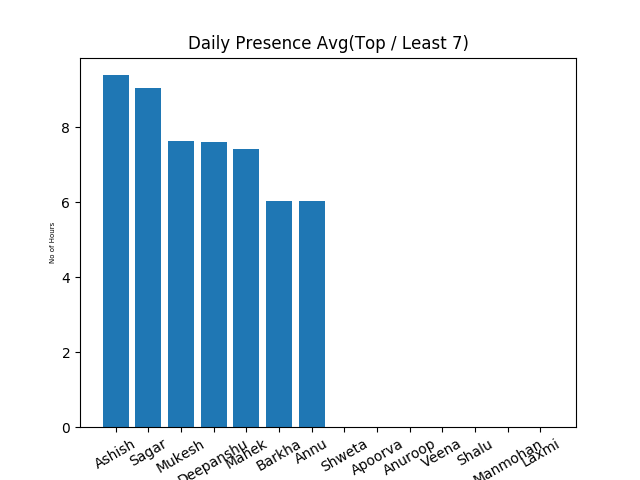 Daily Presence Avg(Top / Least 7)
No of Hours
8
6
4
2
0
Ashish
Sagar
Mukesh
Deepanshu
Manek
Barkha
Annu
Shweta
Apoorva
Anuroop
Veena
Shalu
Manmohan
Laxmi